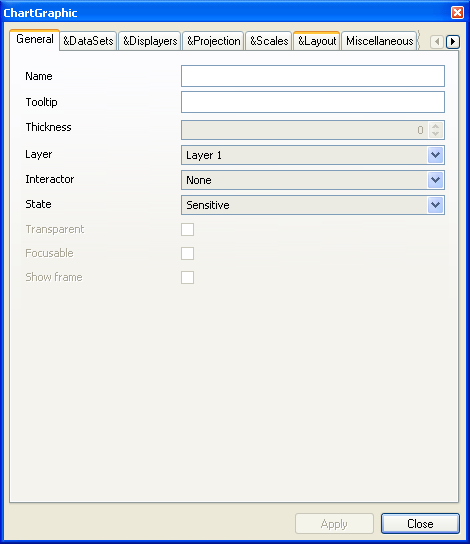 ChartGraphic
General &DataSets &Displayers &Projection &Scales &Layout Miscellaneous
Name
Tooltip
Thickness 0
Layer Layer 1
Interactor None
State Sensitive
Transparent
Focusable
Show frame
Apply Close